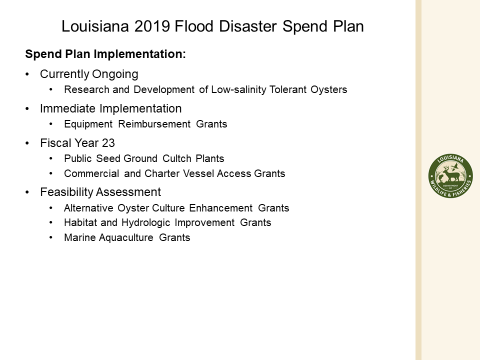 Louisiana 2019 Flood Disaster Spend Plan
Spend Plan Implementation:
• Currently Ongoing
• Research and Development of Low-salinity Tolerant Oysters
• Immediate Implementation
• Equipment Reimbursement Grants
• Fiscal Year 23
• Public Seed Ground Cultch Plants
• Commercial and Charter Vessel Access Grants
• Feasibility Assessment
• Alternative Oyster Culture Enhancement Grants
• Habitat and Hydrologic Improvement Grants
• Marine Aquaculture Grants
LOUISIANA
WILDLIFE & FISHERIES